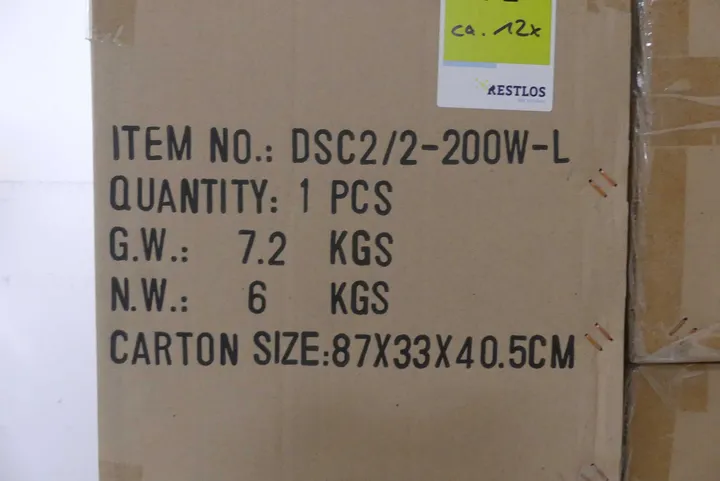 ca. 12x
RESTLOS
ITEM NO.: DSC2/2-200W-L
QUANTITY: 1 PCS
G.W.: 7.2 KGS
N.W.: 6 KGS
CARTON SIZE:87X33X40.5CM